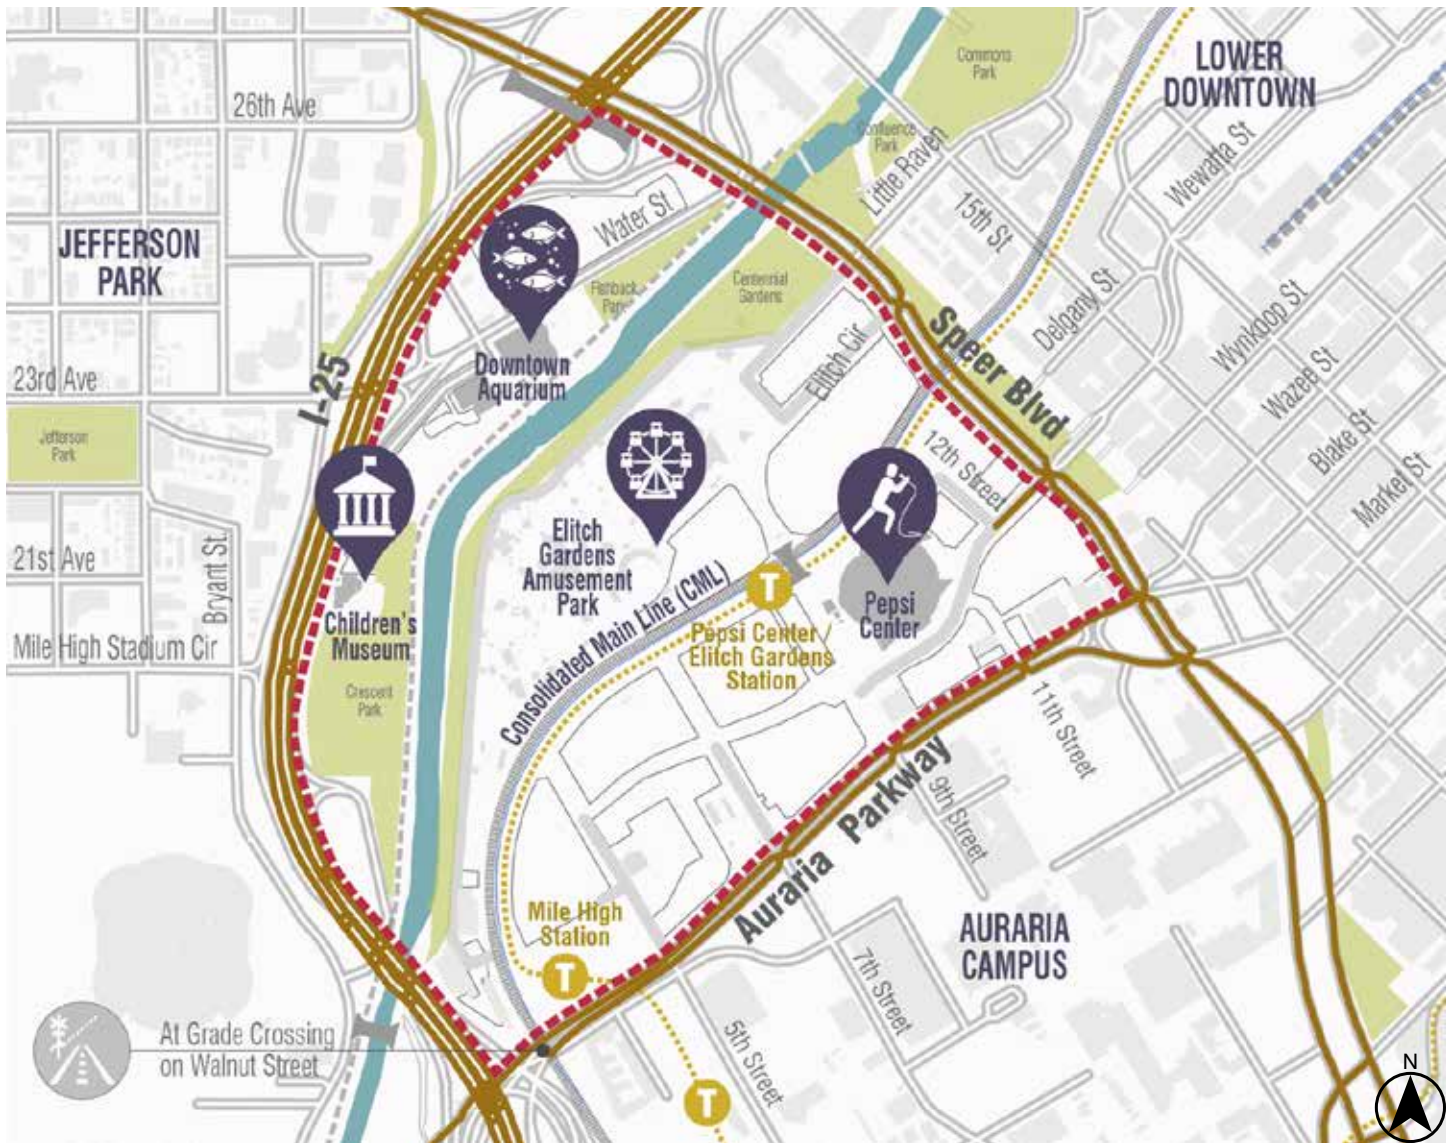 Commons
Park
LOWER
DOWNTOWN
26th Ave
Confluence
Park
Little Raven
Wewatta St
15th St
JEFFERSON
PARK
Water St
Fishback
Park
Centennial
Gardens
Delgany St
Wynkoop St
Speer Blvd
Elitch Cir
Downtown
Aquarium
I-25
23rd Ave
Wazee St
Blake St
Market St
Jefferson
Park
12th Street
21st Ave
Bryant St.
Elitch
Gardens
Amusement
Park
Consolidated Main Line (CML)
T
Pepsi Center /
Elitch Gardens
Station
Pepsi
Center
Children's
Museum
Mile High Stadium Cir
Crescent
Park
11th Street
9th Street
Auraria Parkway
Mile High
Station
T
AURARIA
CAMPUS
7th Street
5th Street
At Grade Crossing
on Walnut Street
T
N